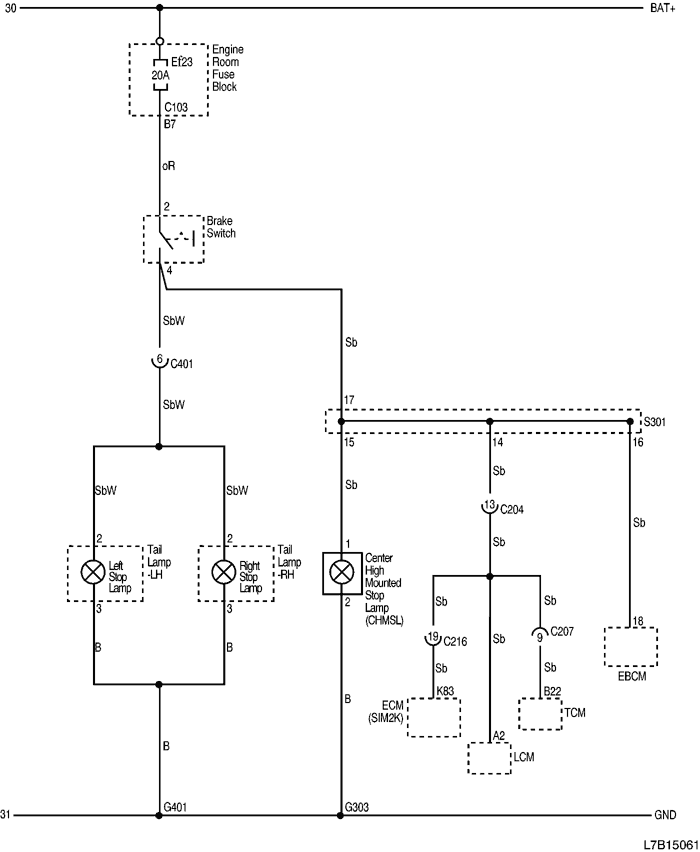 30
BAT+
Ef23
20A
Engine
Room
Fuse
Block
C103
B7
oR
2
Brake
Switch
4
SbW
Sb
6
C401
SbW
17
S301
15
14
16
SbW
SbW
Sb
Sb
Sb
13
C204
Sb
2
Left
Stop
Lamp
Tail
Lamp
-LH
3
2
Right
Stop
Lamp
Tail
Lamp
-RH
3
1
Center
High
Mounted
Stop
Lamp
(CHMSL)
2
Sb
Sb
Sb
19
C216
9
C207
Sb
Sb
18
EBCM
B
B
B
K83
ECM
(SIM2K)
A2
LCM
B22
TCM
B
G401
G303
31
GND
L7B15061